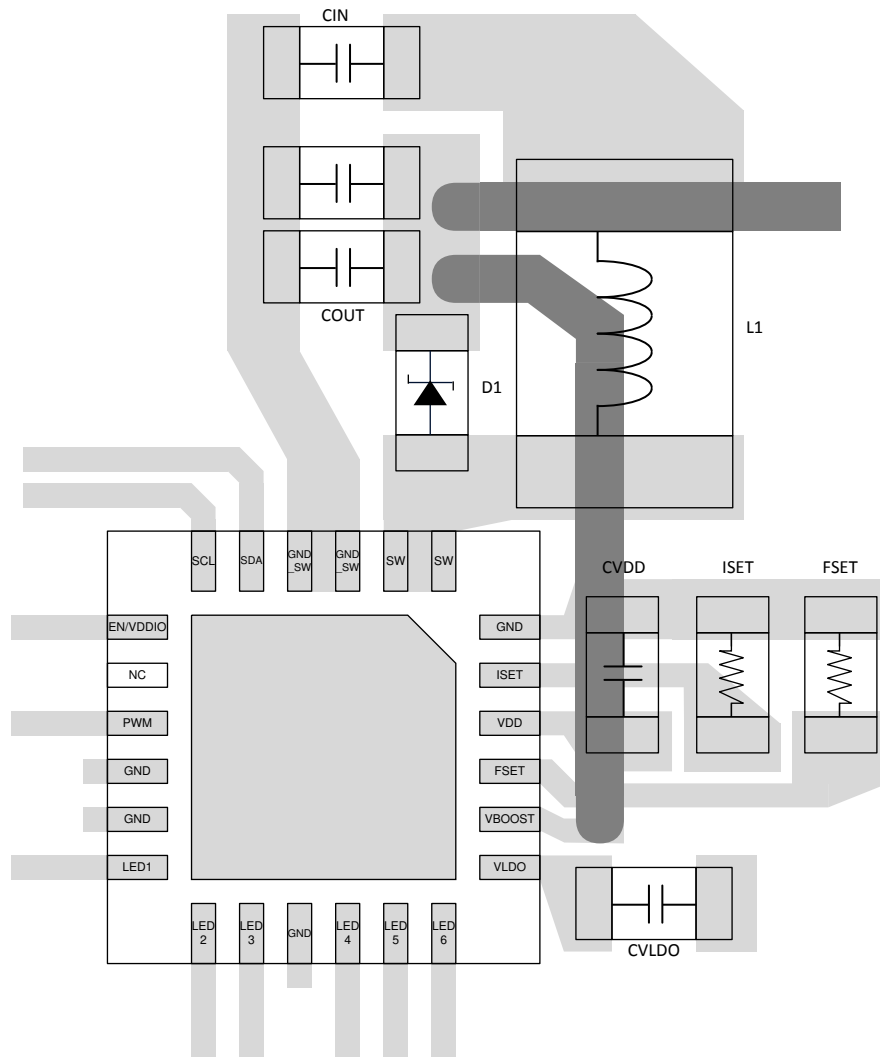 CIN
COUT
D1
L1
SCL
SDA
GND
_SW
GND
_SW
SW
SW
CVDD
ISET
FSET
EN/VDDIO
NC
PWM
GND
GND
LED1
GND
ISET
VDD
FSET
VBOOST
VLDO
LED
2
LED
3
GND
LED
4
LED
5
LED
6
CVLDO